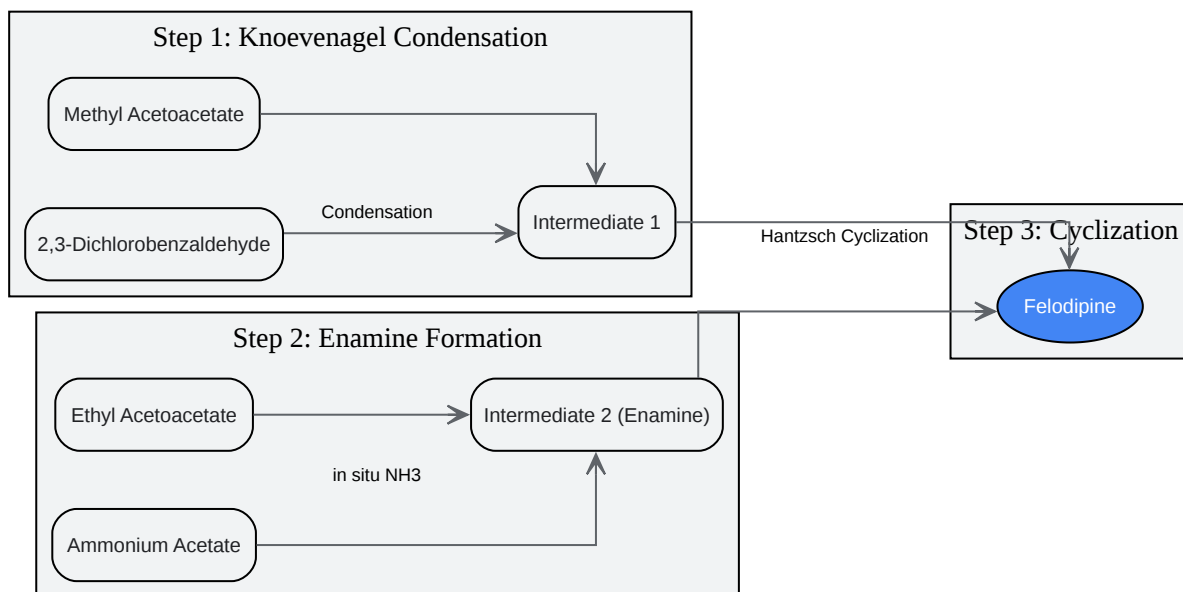 Step 1: Knoevenagel Condensation
Methyl Acetoacetate
2,3-Dichlorobenzaldehyde
Condensation
Intermediate 1
Hantzsch Cyclization
Step 3: Cyclization
Felodipine
Step 2: Enamine Formation
Ethyl Acetoacetate
Intermediate 2 (Enamine)
in situ NH3
Ammonium Acetate